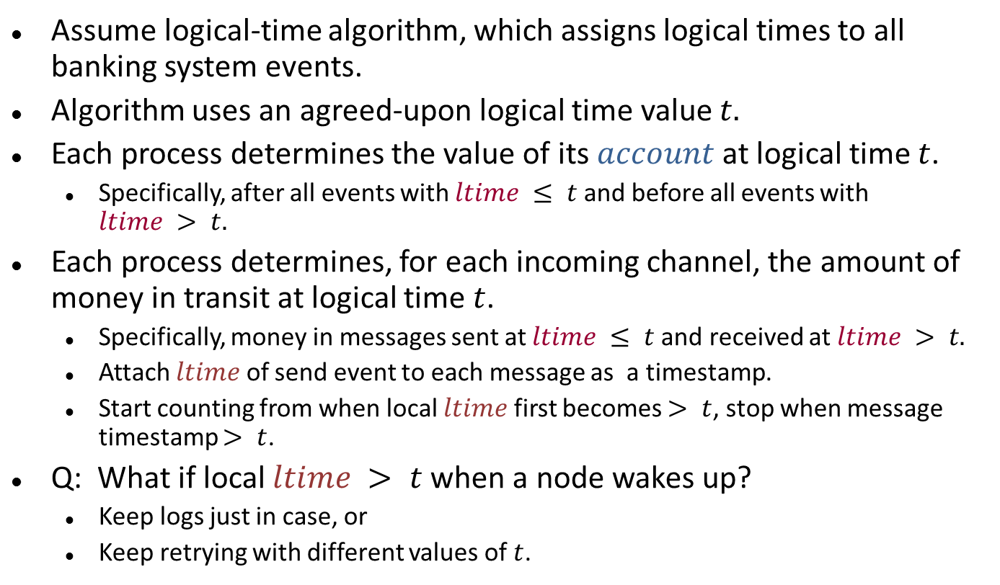 • Assume logical-time algorithm, which assigns logical times to all
banking system events.
• Algorithm uses an agreed-upon logical time value t.
• Each process determines the value of its account at logical time t.
• Specifically, after all events with ltime ≤ t and before all events with
ltime > t.
• Each process determines, for each incoming channel, the amount of
money in transit at logical time t.
• Specifically, money in messages sent at ltime ≤ t and received at ltime > t.
• Attach ltime of send event to each message as a timestamp.
• Start counting from when local ltime first becomes > t, stop when message
timestamp > t.
• Q: What if local ltime > t when a node wakes up?
• Keep logs just in case, or
• Keep retrying with different values of t.